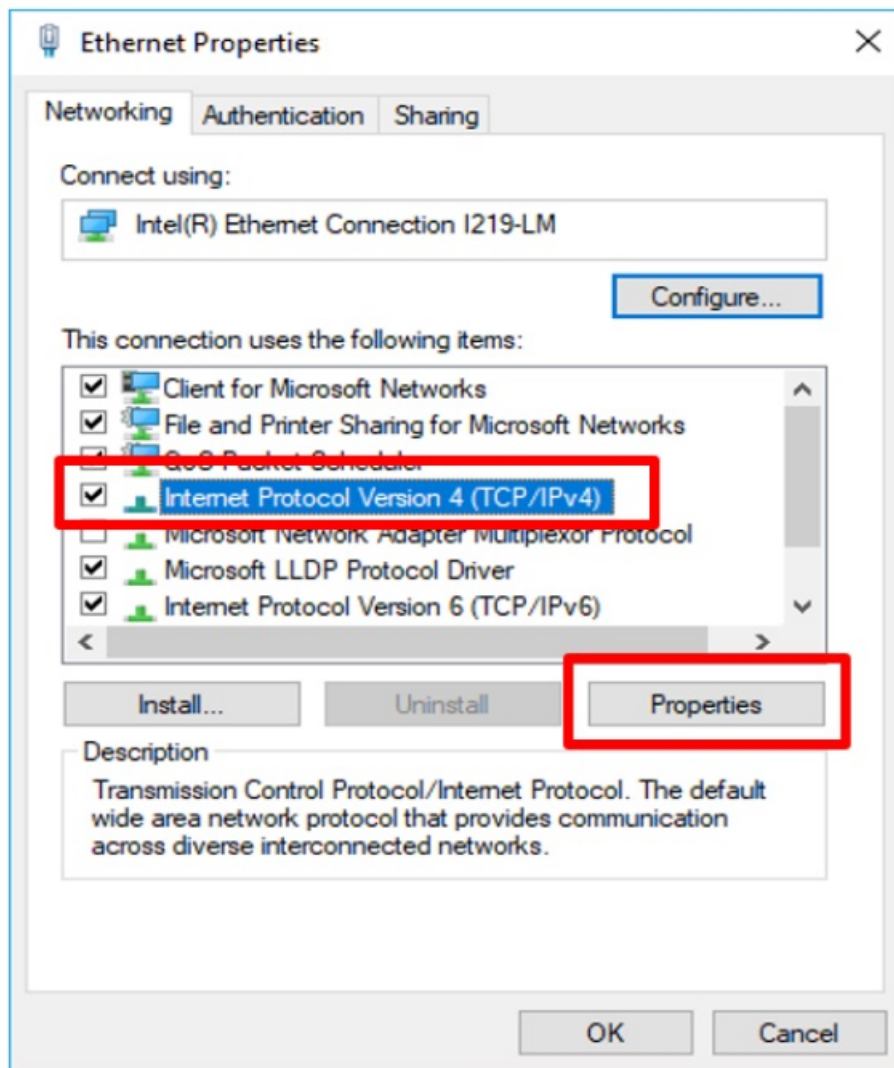 Ethernet Properties
Networking
Authentication
Sharing
Connect using:
Intel(R) Ethernet Connection I219-LM
Configure...
This connection uses the following items:
Client for Microsoft Networks
File and Printer Sharing for Microsoft Networks
QoS Packet Scheduler
Internet Protocol Version 4 (TCP/IPv4)
Microsoft Network Adapter Multiplexor Protocol
Microsoft LLDP Protocol Driver
Internet Protocol Version 6 (TCP/IPv6)
Install...
Uninstall
Properties
Description
Transmission Control Protocol/Internet Protocol. The default
wide area network protocol that provides communication
across diverse interconnected networks.
OK
Cancel